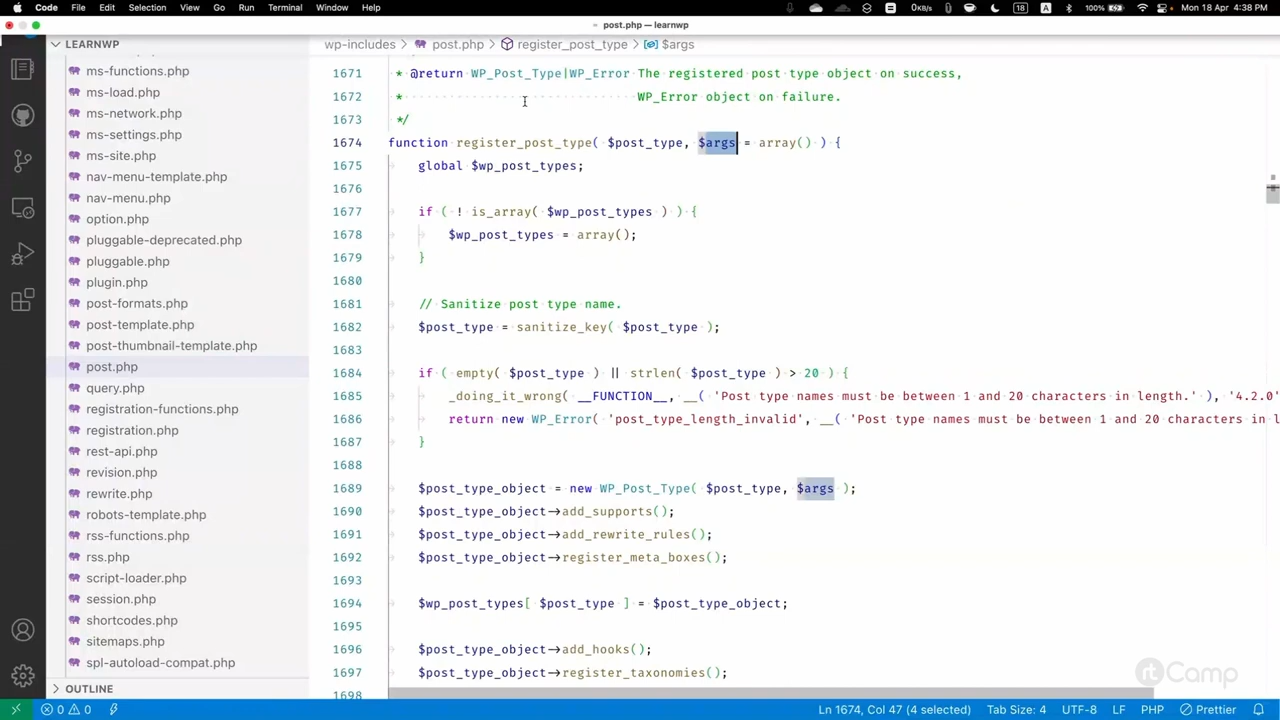 Code File Edit Selection View Go Run Terminal Window Help 0kB/s 18 A 100% Mon 18 Apr 4:38 PM
post.php — learnwp
LEARNWP
ms-functions.php
ms-load.php
ms-network.php
ms-settings.php
ms-site.php
nav-menu-template.php
nav-menu.php
option.php
pluggable-deprecated.php
pluggable.php
plugin.php
post-formats.php
post-template.php
post-thumbnail-template.php
post.php
query.php
registration-functions.php
registration.php
rest-api.php
revision.php
rewrite.php
robots-template.php
rss-functions.php
rss.php
script-loader.php
session.php
shortcodes.php
sitemaps.php
spl-autoload-compat.php
OUTLINE
wp-includes > post.php > register_post_type > $args
1671 * @return WP_Post_Type|WP_Error The registered post type object on success,
1672 * WP_Error object on failure.
1673 */
1674 function register_post_type( $post_type, $args = array() ) {
1675 global $wp_post_types;
1676
1677 if ( ! is_array( $wp_post_types ) ) {
1678 $wp_post_types = array();
1679 }
1680
1681 // Sanitize post type name.
1682 $post_type = sanitize_key( $post_type );
1683
1684 if ( empty( $post_type ) || strlen( $post_type ) > 20 ) {
1685 _doing_it_wrong( __FUNCTION__, __( 'Post type names must be between 1 and 20 characters in length.' ), '4.2.0'
1686 return new WP_Error( 'post_type_length_invalid', __( 'Post type names must be between 1 and 20 characters in l
1687 }
1688
1689 $post_type_object = new WP_Post_Type( $post_type, $args );
1690 $post_type_object->add_supports();
1691 $post_type_object->add_rewrite_rules();
1692 $post_type_object->register_meta_boxes();
1693
1694 $wp_post_types[ $post_type ] = $post_type_object;
1695
1696 $post_type_object->add_hooks();
1697 $post_type_object->register_taxonomies();
1698
rtCamp
0 0 Ln 1674, Col 47 (4 selected) Tab Size: 4 UTF-8 LF PHP Prettier